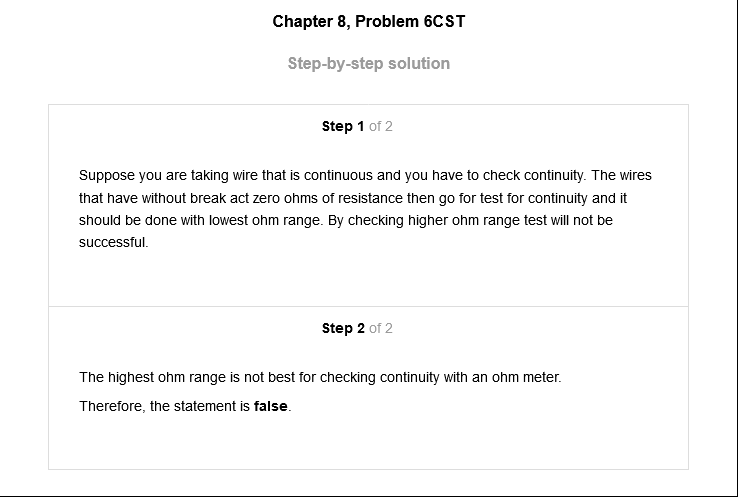 Chapter 8, Problem 6CST
Step-by-step solution
Step 1 of 2
Suppose you are taking wire that is continuous and you have to check continuity. The wires
that have without break act zero ohms of resistance then go for test for continuity and it
should be done with lowest ohm range. By checking higher ohm range test will not be
successful.
Step 2 of 2
The highest ohm range is not best for checking continuity with an ohm meter.
Therefore, the statement is false.